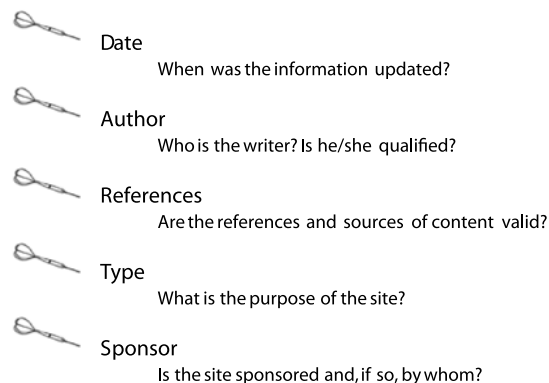 Date
When was the information updated?
Author
Who is the writer? Is he/she qualified?
References
Are the references and sources of content valid?
Type
What is the purpose of the site?
Sponsor
Is the site sponsored and, if so, by whom?